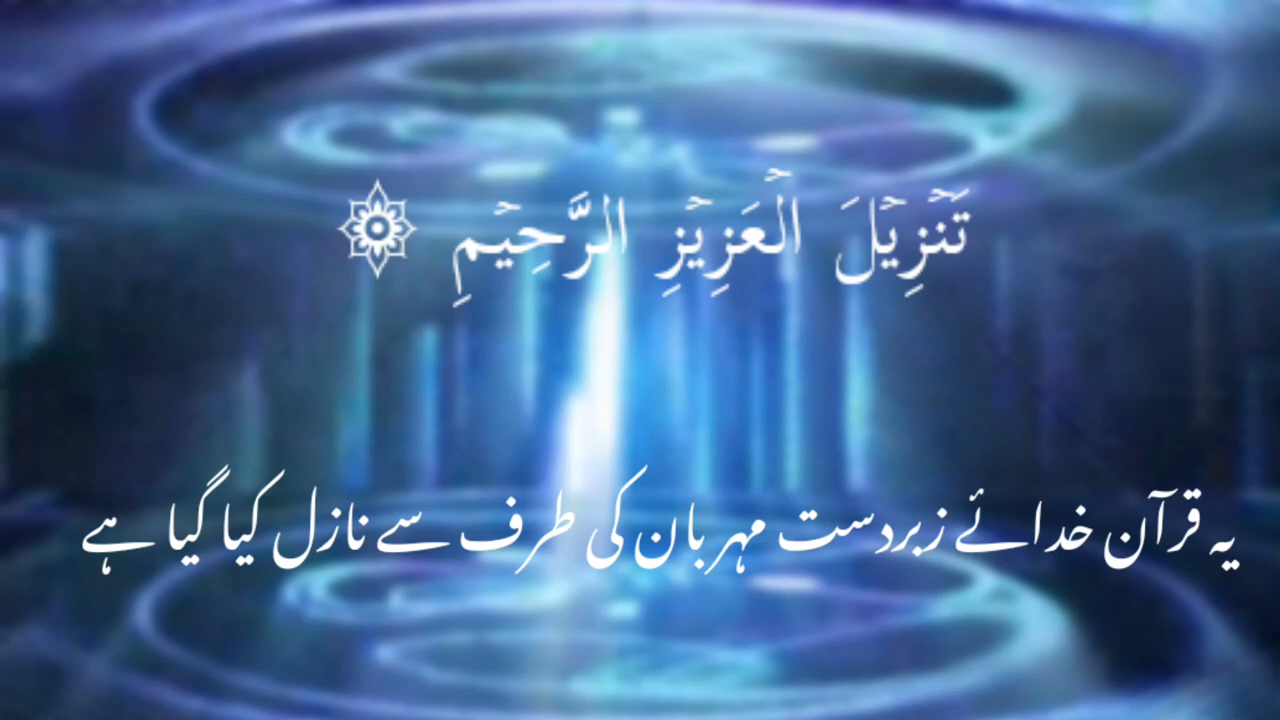 تَنْزِيْلَ الْعَزِيْزِ الرَّحِيْمِ ۞
یہ قرآن خدائے زبردست مہربان کی طرف سے نازل کیا گیا ہے